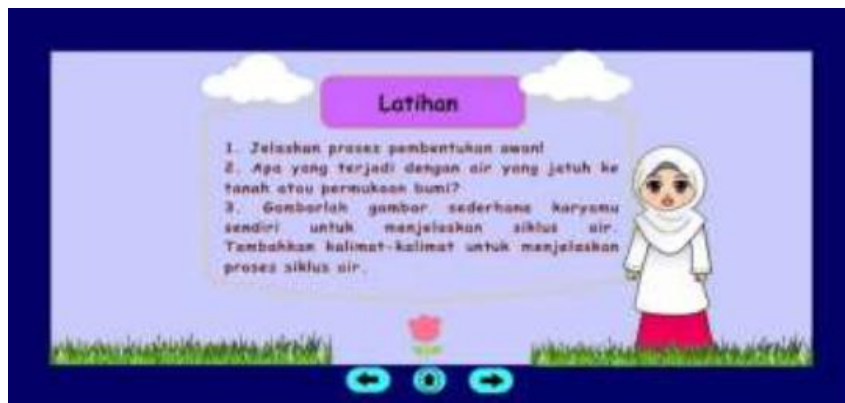 Latihan
1. Jelaskan proses pembentukan awan!
2. Apa yang terjadi dengan air yang jatuh ke
tanah atau permukaan bumi?
3. Gambarlah gambar sederhana karyamu
sendiri untuk menjelaskan siklus air.
Tambahkan kalimat-kalimat untuk menjelaskan
proses siklus air.